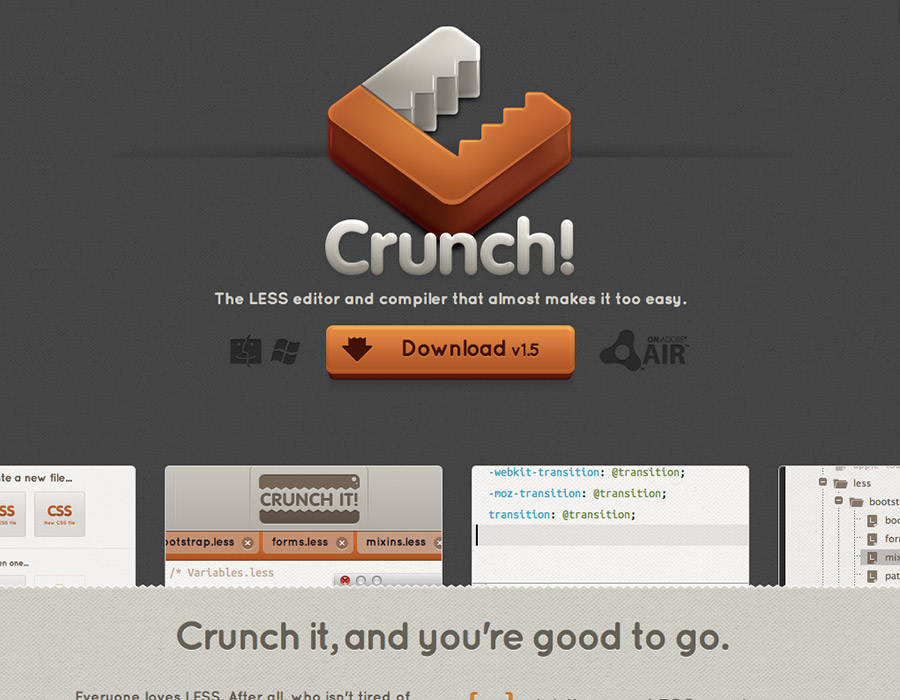 Crunch!
The LESS editor and compiler that almost makes it too easy.
Download v1.5
ON ADOBE
AIR
te a new file...
SS
CSS
New CSS file
en one...
CRUNCH IT!
ootstrap.less
forms.less
mixins.less
/* Variables.less
-webkit-transition: @transition;
-moz-transition: @transition;
transition: @transition;
less
bootst
boo
for
mix
pat
Crunch it, and you're good to go.
Everyone loves LESS. After all, who isn't tired of